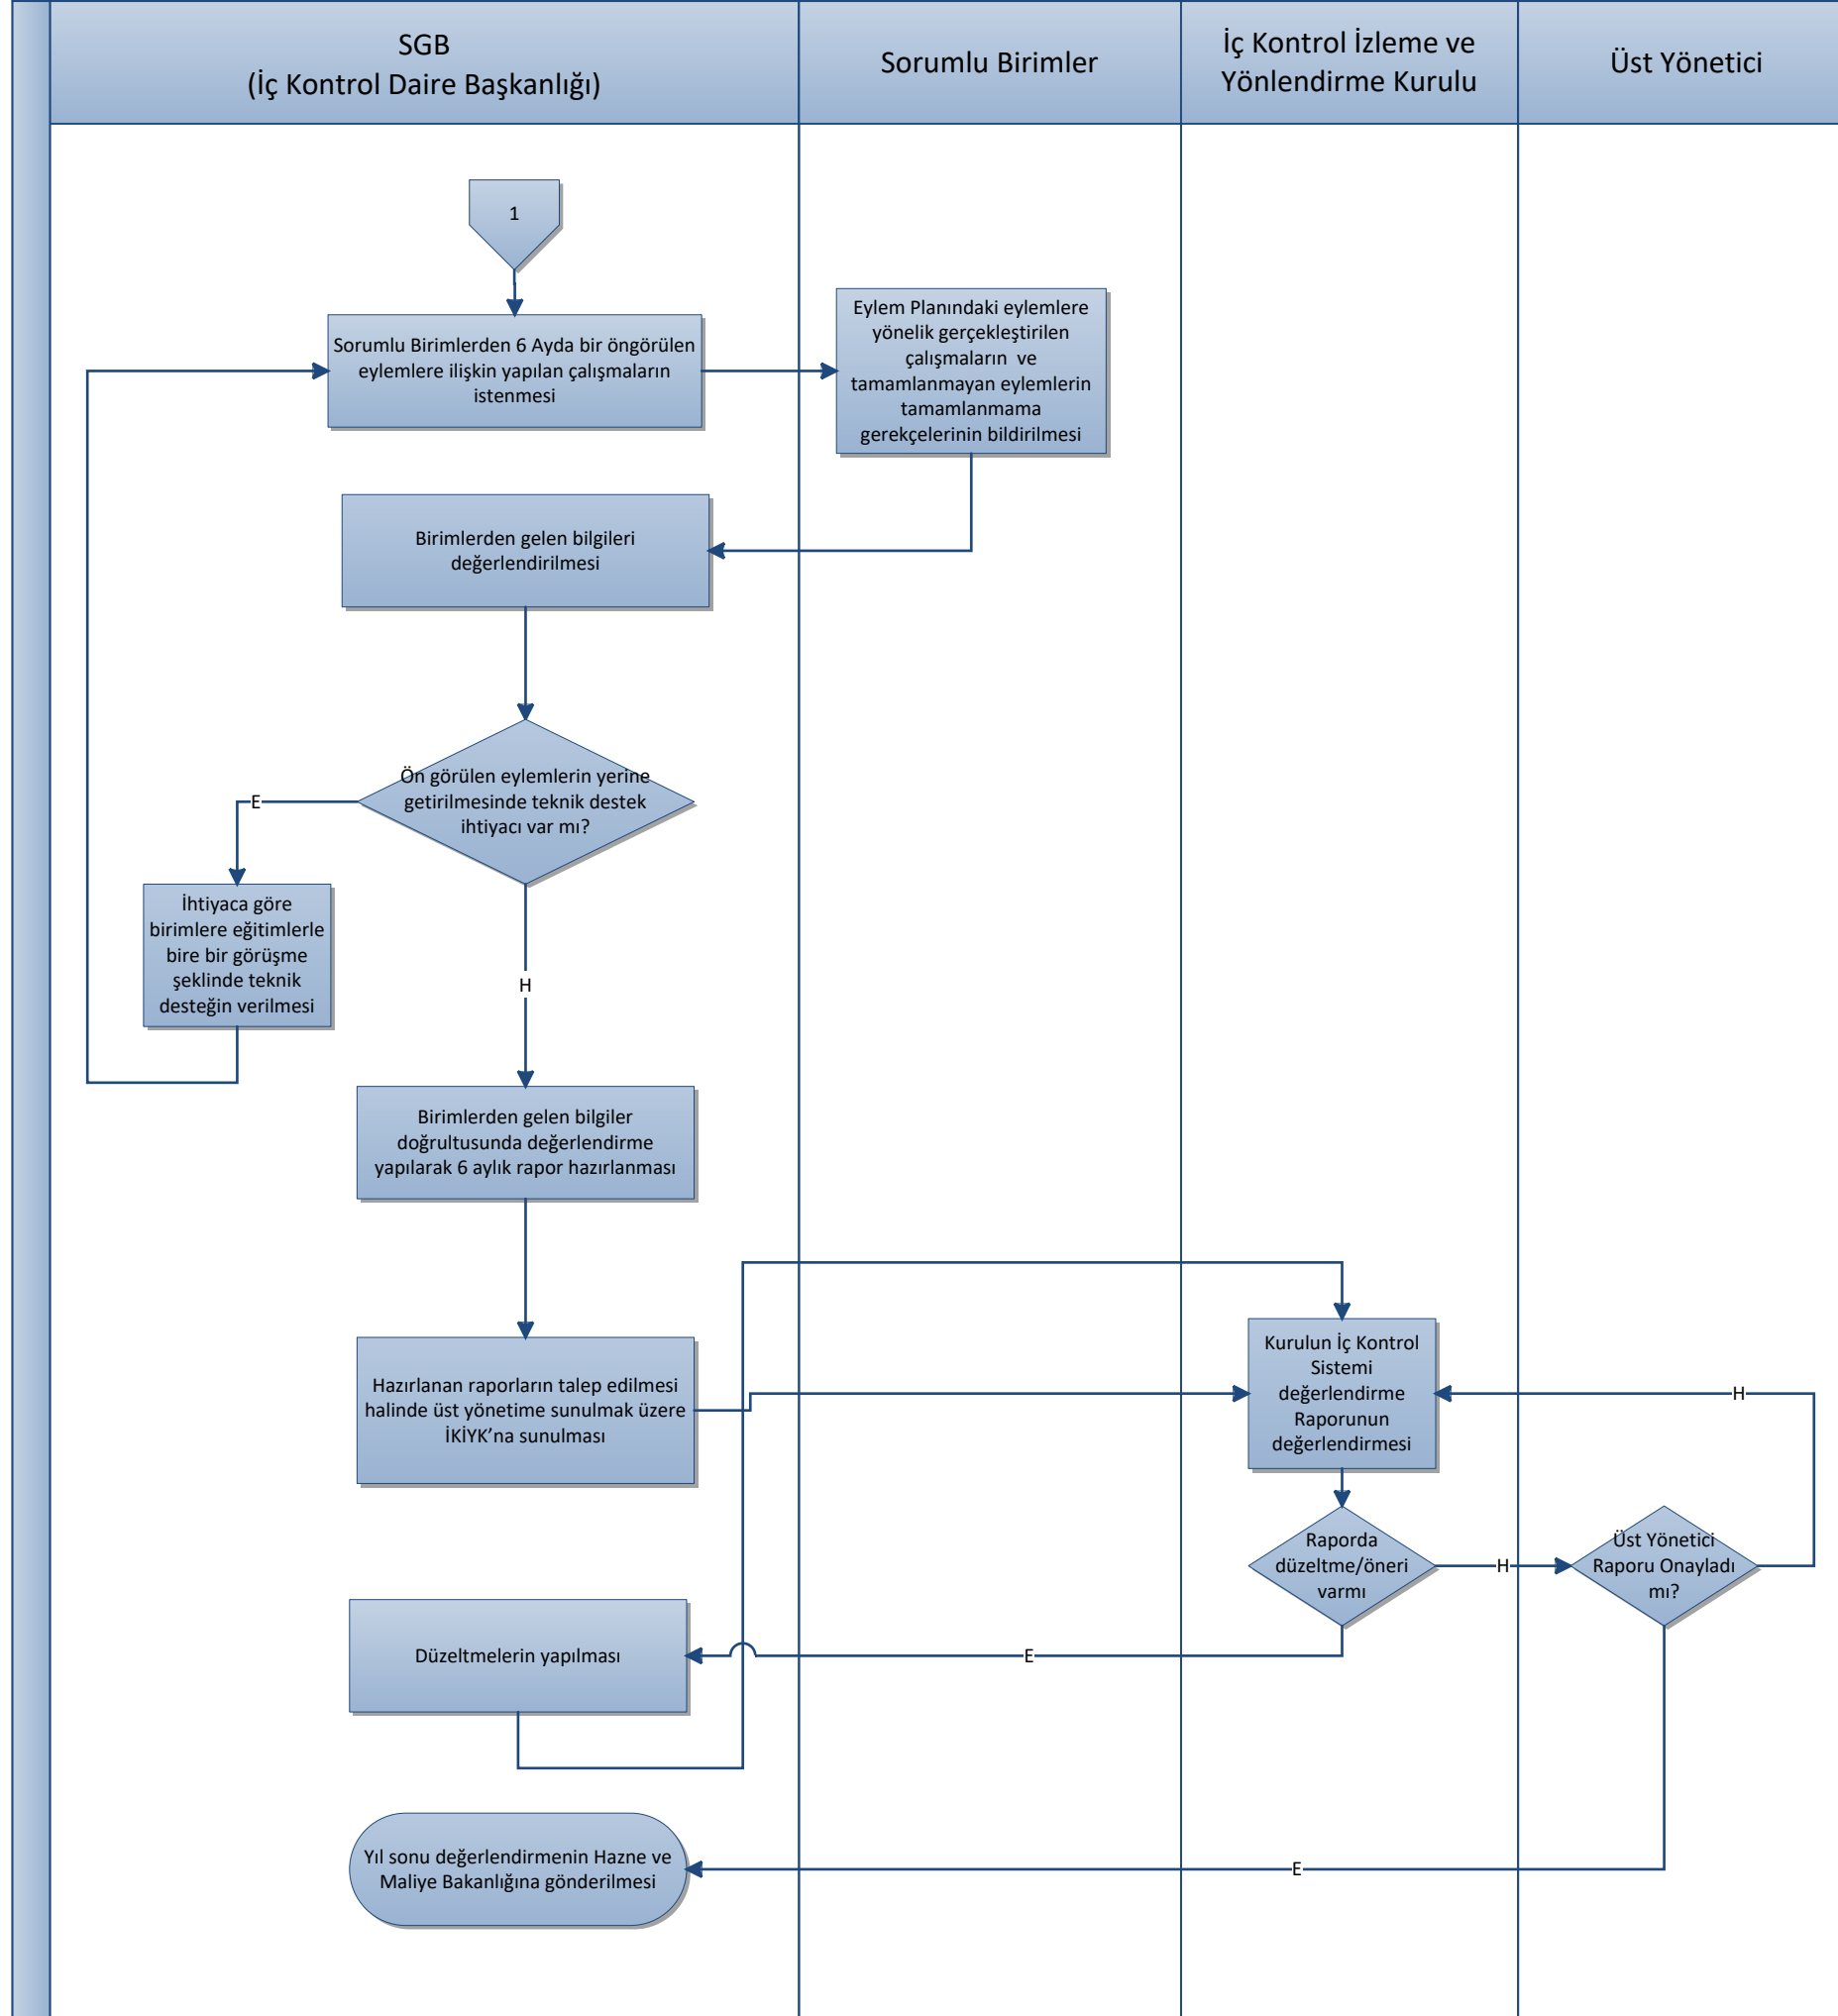 SGB
(İç Kontrol Daire Başkanlığı)
Sorumlu Birimler
İç Kontrol İzleme ve
Yönlendirme Kurulu
Üst Yönetici
1
Sorumlu Birimlerden 6 Ayda bir öngörülen
eylemlere ilişkin yapılan çalışmaların
istenmesi
Eylem Planındaki eylemlere
yönelik gerçekleştirilen
çalışmaların ve
tamamlanmayan eylemlerin
tamamlanmama
gerekçelerinin bildirilmesi
Birimlerden gelen bilgileri
değerlendirilmesi
Ön görülen eylemlerin yerine
getirilmesinde teknik destek
ihtiyacı var mı?
E
İhtiyaca göre
birimlere eğitimlerle
bire bir görüşme
şeklinde teknik
desteğin verilmesi
H
Birimlerden gelen bilgiler
doğrultusunda değerlendirme
yapılarak 6 aylık rapor hazırlanması
Hazırlanan raporların talep edilmesi
halinde üst yönetime sunulmak üzere
İKİYK’na sunulması
Kurulun İç Kontrol
Sistemi
değerlendirme
Raporunun
değerlendirmesi
H
Raporda
düzeltme/öneri
varmı
H
Üst Yönetici
Raporu Onayladı
mı?
Düzeltmelerin yapılması
E
Yıl sonu değerlendirmenin Hazne ve
Maliye Bakanlığına gönderilmesi
E